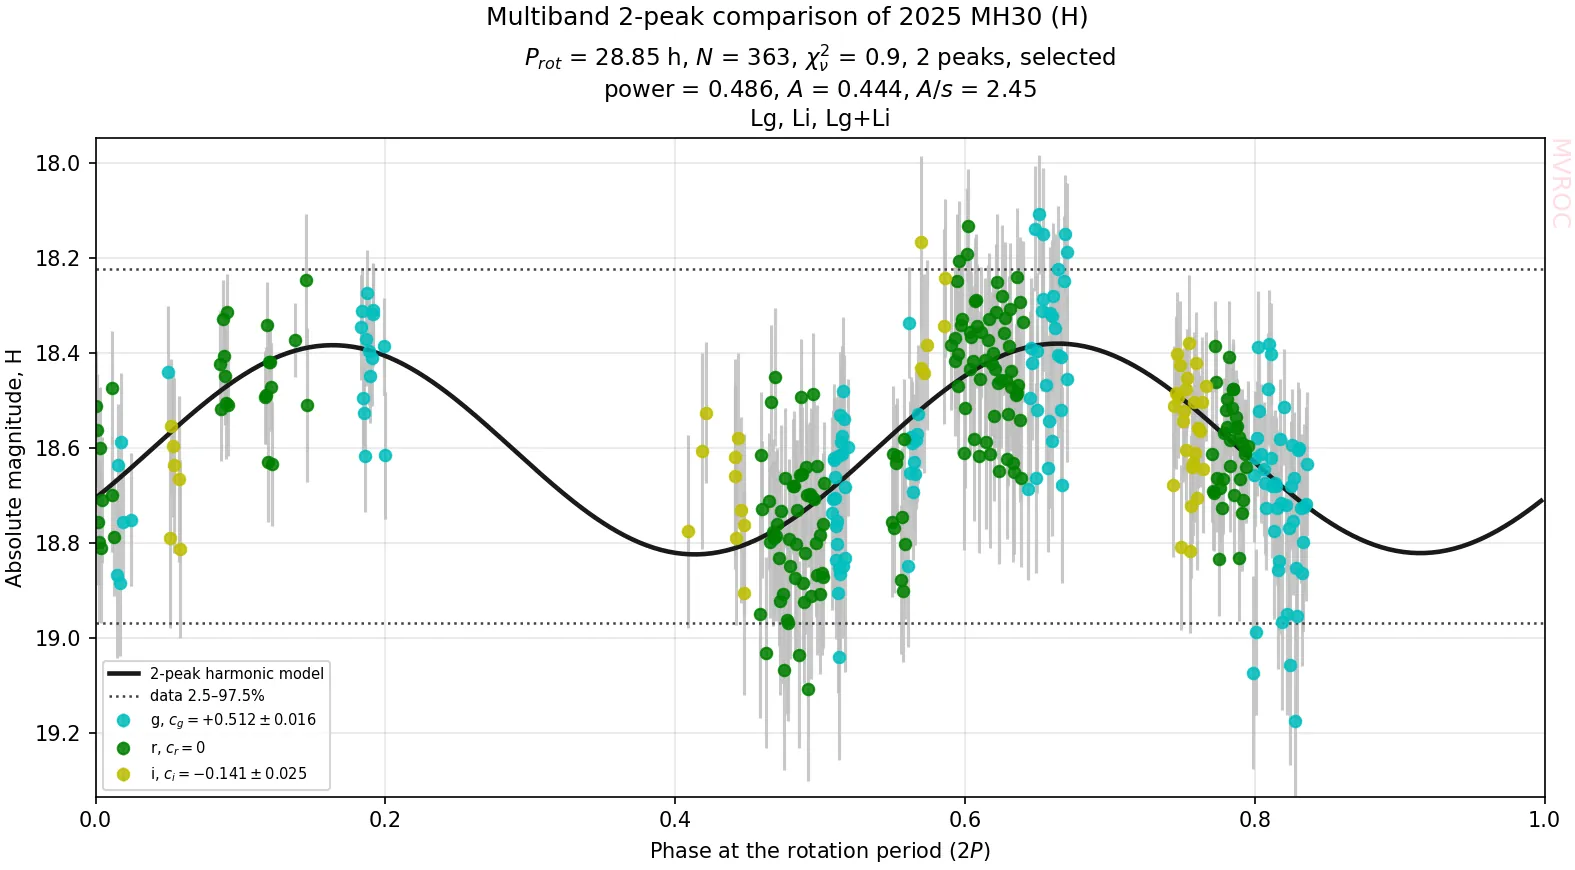 Multiband 2-peak comparison of 2025 MH30 (H)
P_rot = 28.85 h, N = 363, χ²_ν = 0.9, 2 peaks, selected
power = 0.486, A = 0.444, A/s = 2.45
Lg, Li, Lg+Li
MVROC
Absolute magnitude, H
18.0
18.2
18.4
18.6
18.8
19.0
19.2
2-peak harmonic model
data 2.5–97.5%
g, c_g = +0.512 ± 0.016
r, c_r = 0
i, c_i = −0.141 ± 0.025
0.0 0.2 0.4 0.6 0.8 1.0
Phase at the rotation period (2P)